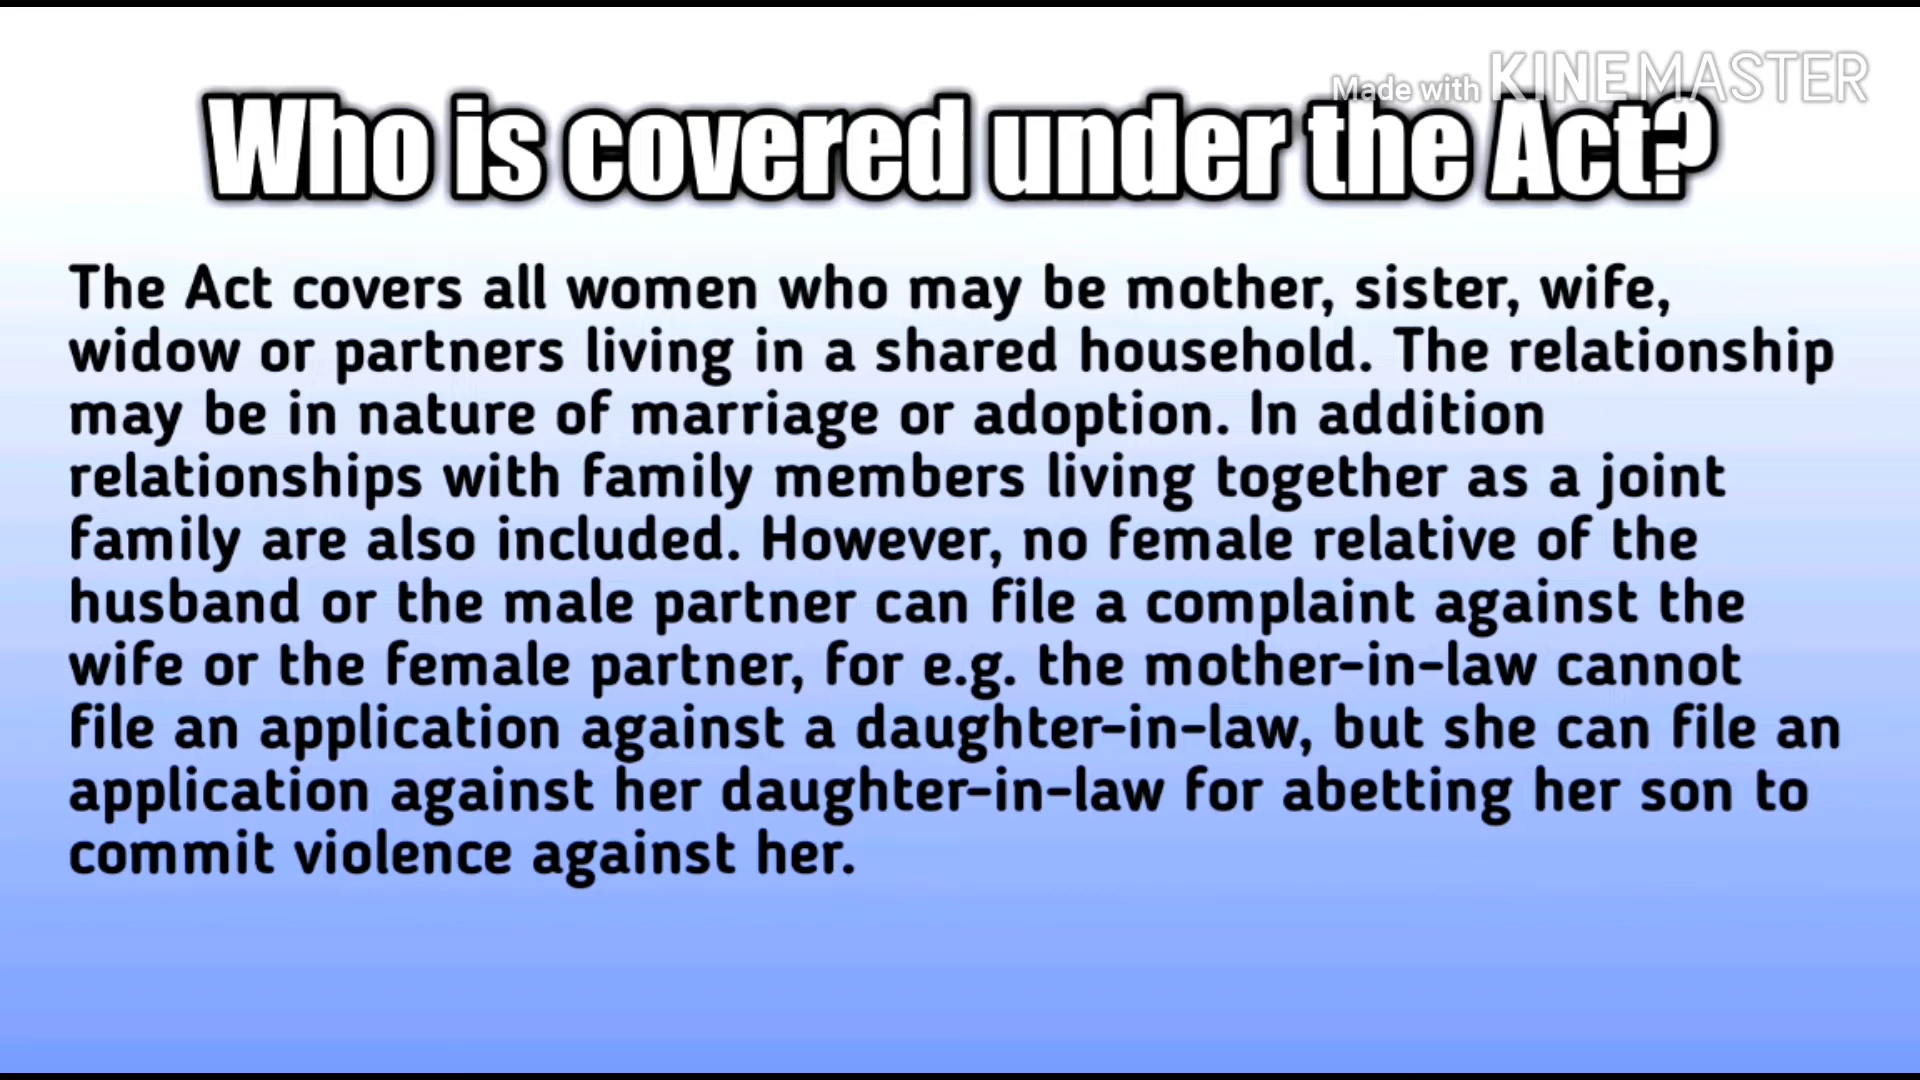 Made with KINEMASTER
Who is covered under the Act?
The Act covers all women who may be mother, sister, wife,
widow or partners living in a shared household. The relationship
may be in nature of marriage or adoption. In addition
relationships with family members living together as a joint
family are also included. However, no female relative of the
husband or the male partner can file a complaint against the
wife or the female partner, for e.g. the mother-in-law cannot
file an application against a daughter-in-law, but she can file an
application against her daughter-in-law for abetting her son to
commit violence against her.